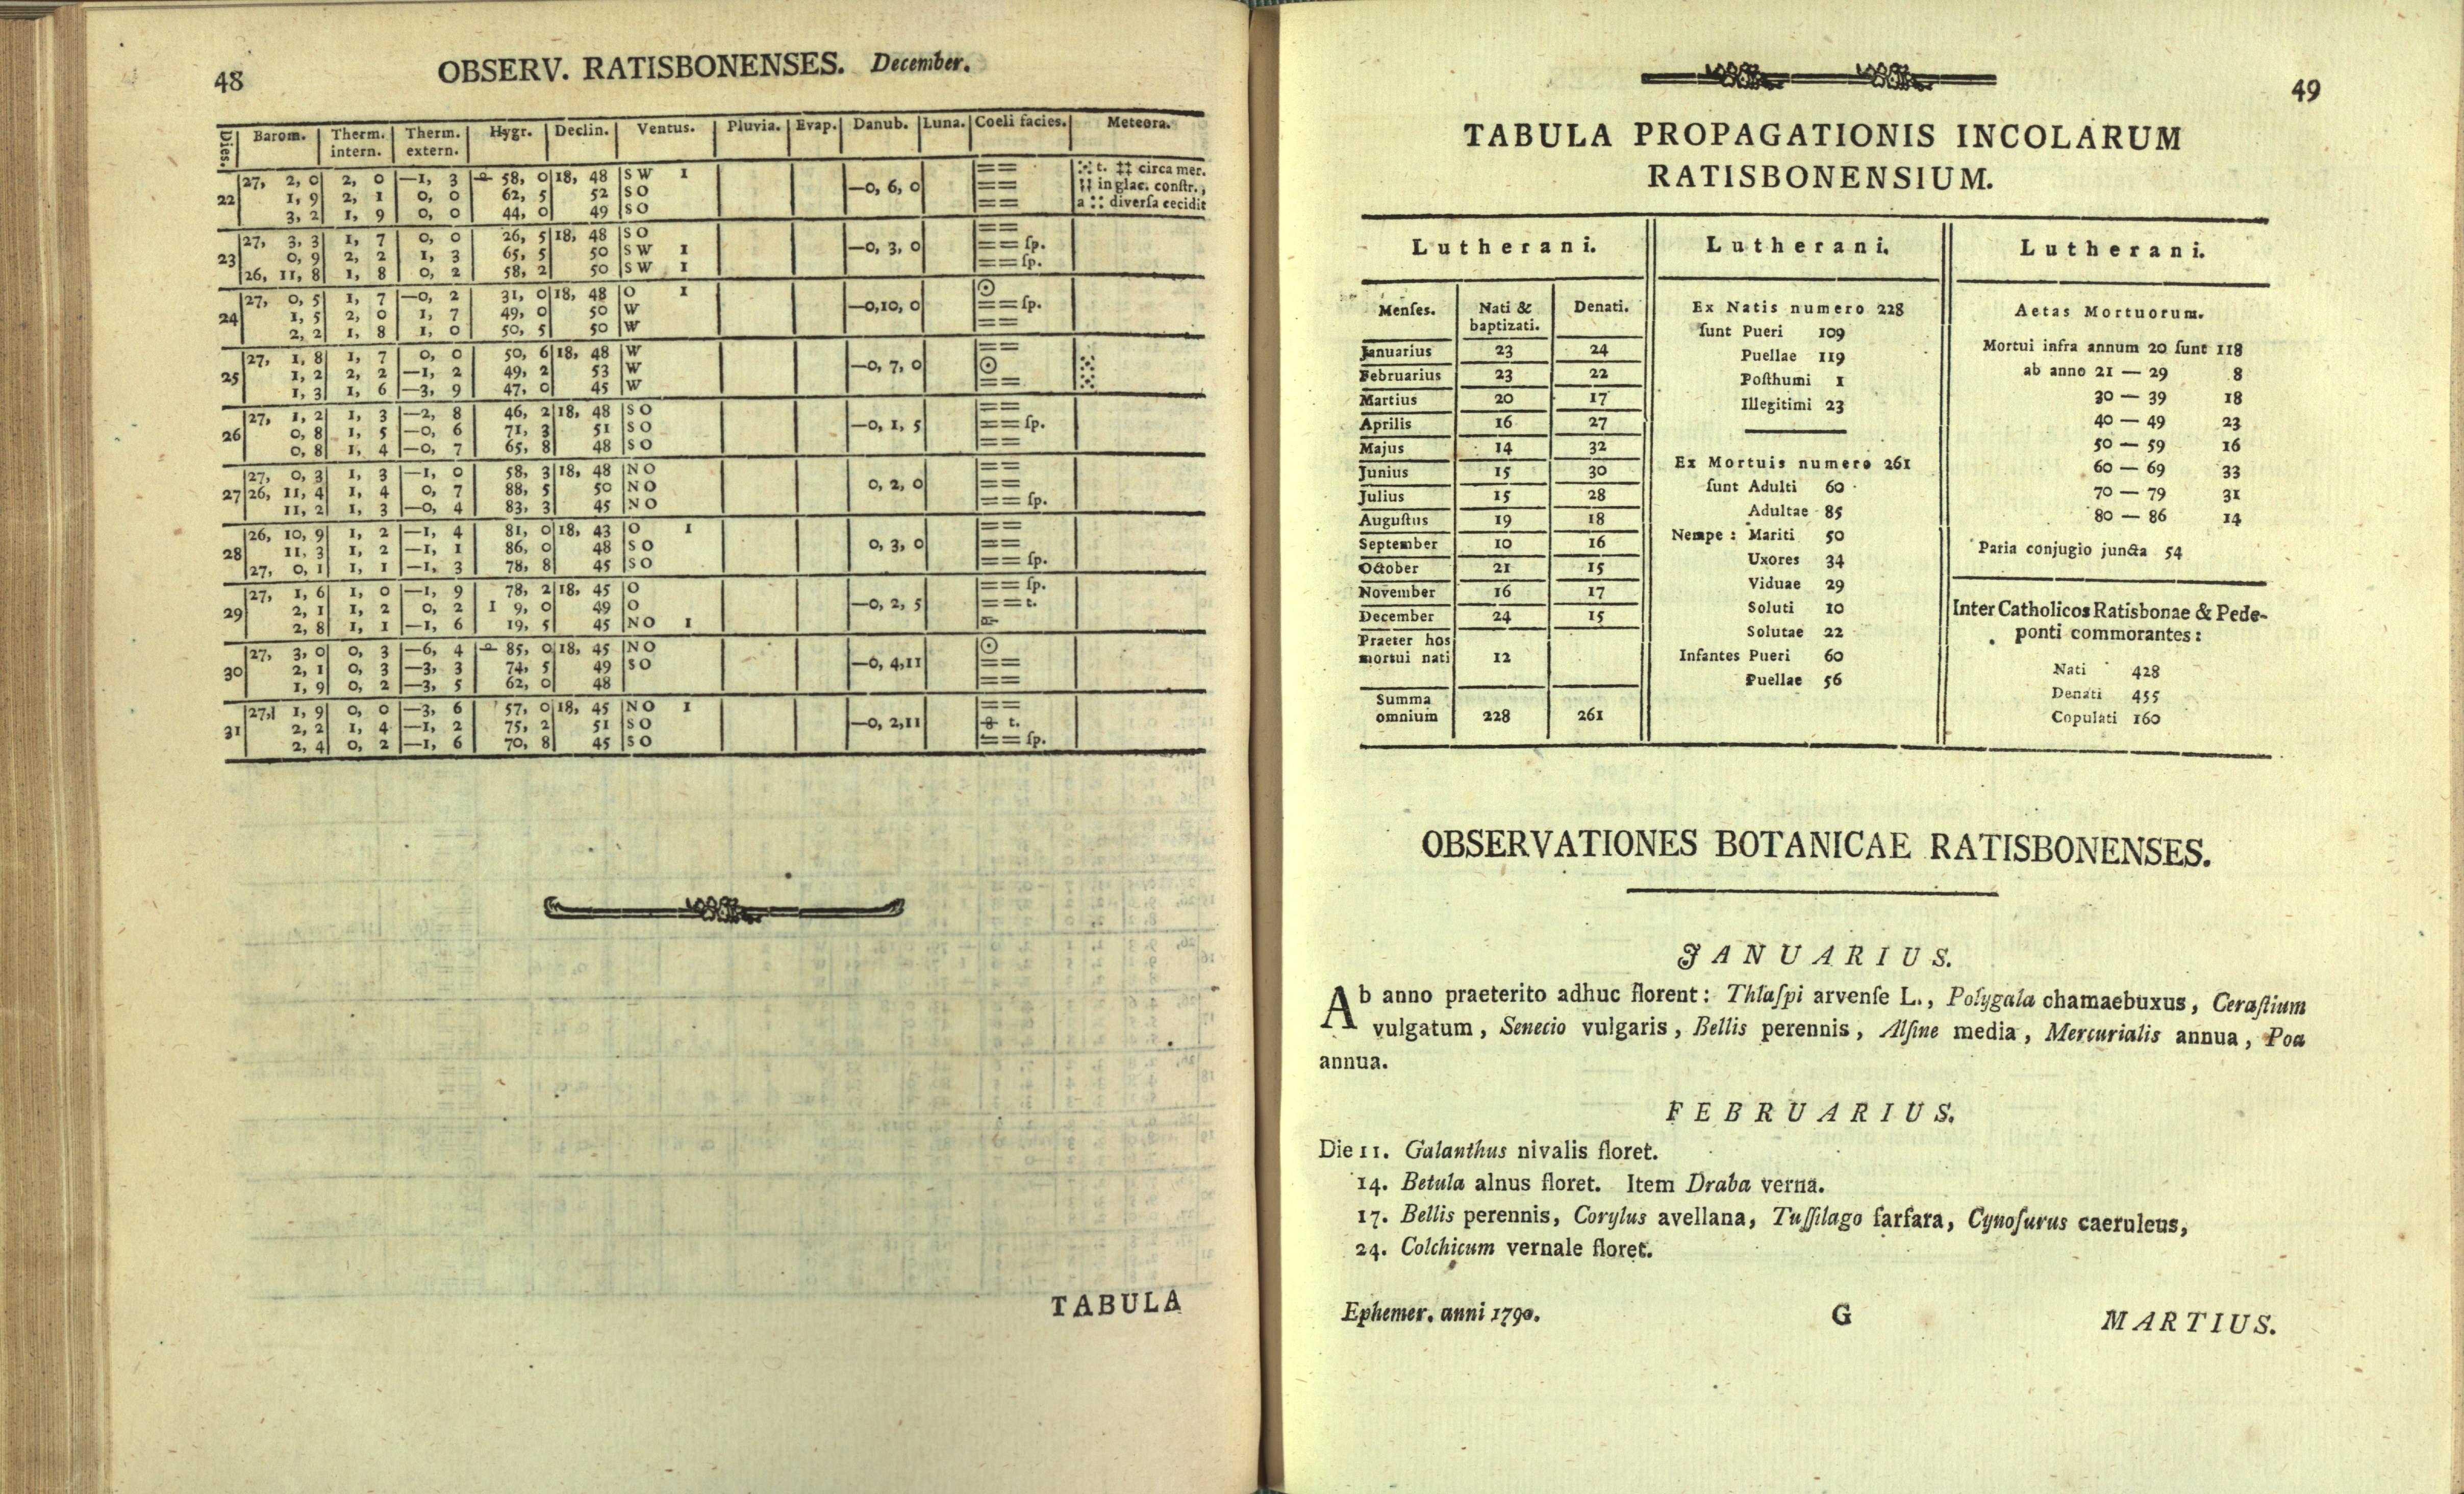 48
OBSERV. RATISBONENSES. December.
Dies. Barom. Therm. intern. Therm. extern. Hygr. Declin. Ventus. Pluvia. Evap. Danub. Luna. Coeli facies. Meteora.
27, 2, 0 2, 0 —1, 3 58, 0 18, 48 SW 1 == t. ‡‡ circa mer.
22 1, 9 2, 1 0, 0 62, 5 52 SO —0, 6, 0 == in glac. conſtr.,
3, 2 1, 9 0, 0 44, 0 49 SO == a :: diverſa cecidit
27, 3, 3 1, 7 0, 0 26, 5 18, 48 SO ==
23 0, 9 2, 2 1, 3 65, 5 50 SW 1 —0, 3, 0 == ſp.
26, 11, 8 1, 8 0, 2 58, 2 50 SW 1 == ſp.
27, 0, 5 1, 7 —0, 2 31, 0 18, 48 O 1 ☉
24 1, 5 2, 0 1, 7 49, 0 50 W —0,10, 0 == ſp.
2, 2 1, 8 1, 0 50, 5 50 W ==
27, 1, 8 1, 7 0, 0 50, 6 18, 48 W ==
25 1, 2 2, 2 —1, 2 49, 2 53 W —0, 7, 0 ☉
1, 3 1, 6 —3, 9 47, 0 45 W ==
27, 1, 2 1, 3 —2, 8 46, 2 18, 48 SO ==
26 0, 8 1, 5 —0, 6 71, 3 51 SO —0, 1, 5 == ſp.
0, 8 1, 4 —0, 7 65, 8 48 SO ==
27, 0, 3 1, 3 —1, 0 58, 3 18, 48 NO ==
27 26, 11, 4 1, 4 0, 7 88, 5 50 NO 0, 2, 0 ==
11, 2 1, 3 —0, 4 83, 3 45 NO == ſp.
26, 10, 9 1, 2 —1, 4 81, 0 18, 43 O 1 ==
28 11, 3 1, 2 —1, 1 86, 0 48 SO 0, 3, 0 ==
27, 0, 1 1, 1 —1, 3 78, 8 45 SO == ſp.
27, 1, 6 1, 0 —1, 9 78, 2 18, 45 O == ſp.
29 2, 1 1, 2 0, 2 1 9, 0 49 O —0, 2, 5 == t.
2, 8 1, 1 —1, 6 19, 5 45 NO 1
27, 3, 0 0, 3 —6, 4 85, 0 18, 45 NO ☉
30 2, 1 0, 3 —3, 3 74, 5 49 SO —0, 4,11 ==
1, 9 0, 2 —3, 5 62, 0 48 ==
27, 1, 9 0, 0 —3, 6 57, 0 18, 45 NO 1 ==
31 2, 2 1, 4 —1, 2 75, 2 51 SO —0, 2,11 t.
2, 4 0, 2 —1, 6 70, 8 45 SO == ſp.
TABULA
49
TABULA PROPAGATIONIS INCOLARUM
RATISBONENSIUM.
Lutherani.
Menſes. Nati & baptizati. Denati.
Januarius 23 24
Februarius 23 22
Martius 20 17
Aprilis 16 27
Majus 14 32
Junius 15 30
Julius 15 28
Auguſtus 19 18
September 10 16
October 21 15
November 16 17
December 24 15
Praeter hos
mortui nati 12
Summa
omnium 228 261
Lutherani.
Ex Natis numero 228
ſunt Pueri 109
Puellae 119
Poſthumi 1
Illegitimi 23
Ex Mortuis numero 261
ſunt Adulti 60
Adultae 85
Nempe: Mariti 50
Uxores 34
Viduae 29
Soluti 10
Solutae 22
Infantes Pueri 60
Puellae 56
Lutherani.
Aetas Mortuorum.
Mortui infra annum 20 ſunt 118
ab anno 21 — 29 8
30 — 39 18
40 — 49 23
50 — 59 16
60 — 69 33
70 — 79 31
80 — 86 14
Paria conjugio juncta 54
Inter Catholicos Ratisbonae & Pede-
ponti commorantes:
Nati 428
Denati 455
Copulati 160
OBSERVATIONES BOTANICAE RATISBONENSES.
JANUARIUS.
Ab anno praeterito adhuc florent: Thlaſpi arvenſe L., Polygala chamaebuxus, Ceraſtium
vulgatum, Senecio vulgaris, Bellis perennis, Alſine media, Mercurialis annua, Poa
annua.
FEBRUARIUS.
Die 11. Galanthus nivalis floret.
14. Betula alnus floret. Item Draba verna.
17. Bellis perennis, Corylus avellana, Tuſſilago farfara, Cynoſurus caeruleus,
24. Colchicum vernale floret.
Ephemer. anni 1790. G MARTIUS.